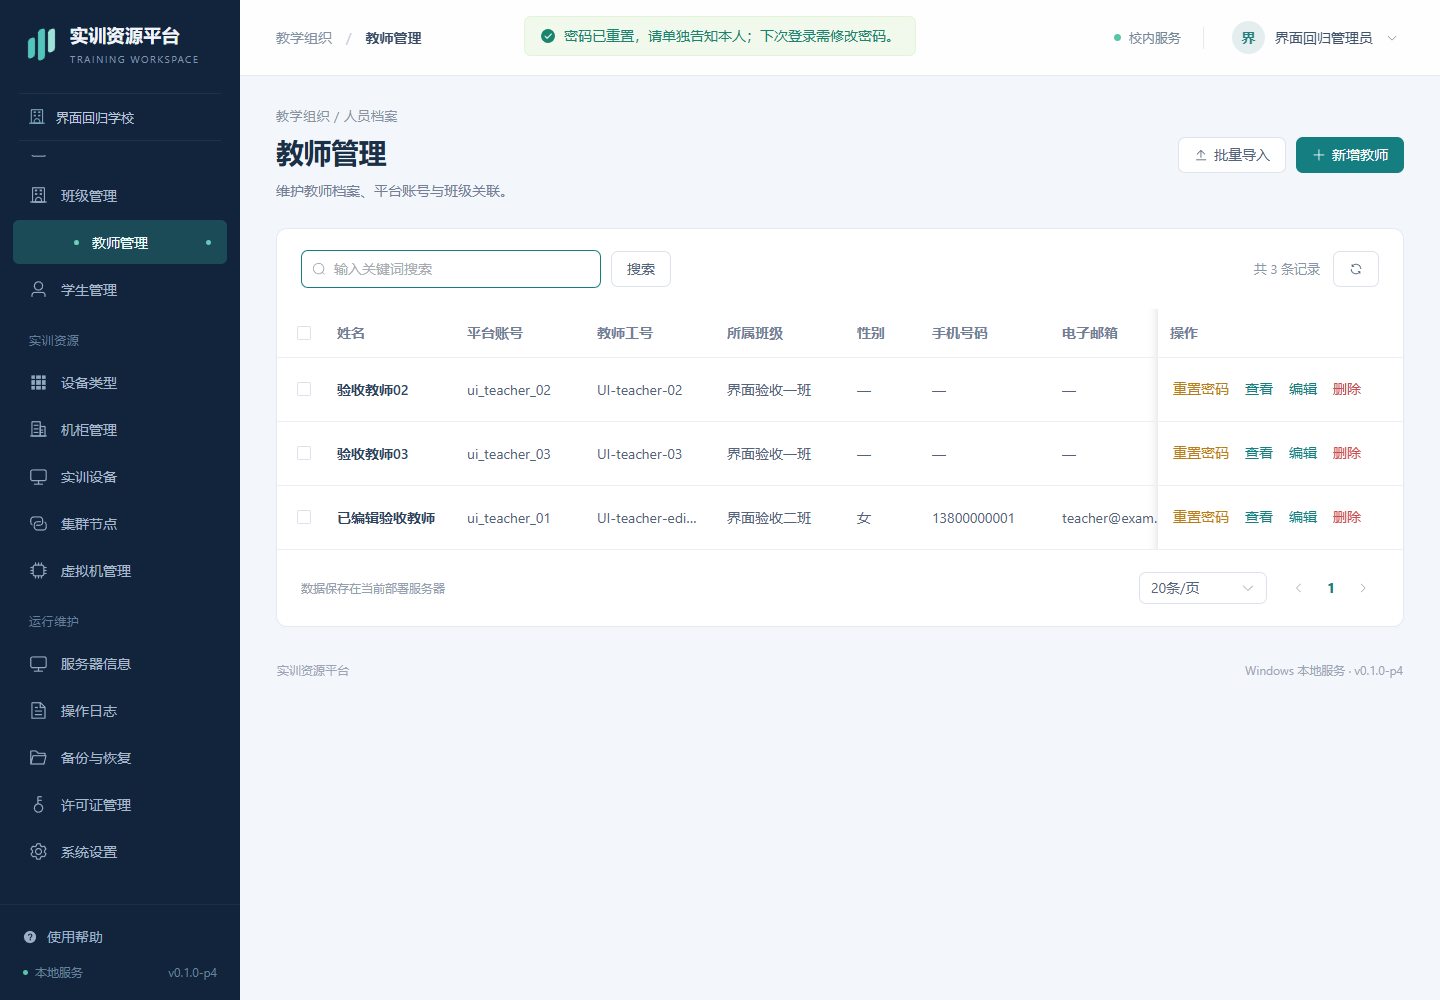 实训资源平台
TRAINING WORKSPACE
界面回归学校
班级管理
教师管理
学生管理
实训资源
设备类型
机柜管理
实训设备
集群节点
虚拟机管理
运行维护
服务器信息
操作日志
备份与恢复
许可证管理
系统设置
使用帮助
本地服务 v0.1.0-p4
教学组织 / 教师管理
密码已重置，请单独告知本人；下次登录需修改密码。
校内服务
界 界面回归管理员
教学组织 / 人员档案
教师管理
维护教师档案、平台账号与班级关联。
批量导入
新增教师
输入关键词搜索
搜索
共 3 条记录
姓名 平台账号 教师工号 所属班级 性别 手机号码 电子邮箱 操作
验收教师02 ui_teacher_02 UI-teacher-02 界面验收一班 — — — 重置密码 查看 编辑 删除
验收教师03 ui_teacher_03 UI-teacher-03 界面验收一班 — — — 重置密码 查看 编辑 删除
已编辑验收教师 ui_teacher_01 UI-teacher-edi... 界面验收二班 女 13800000001 teacher@exam. 重置密码 查看 编辑 删除
数据保存在当前部署服务器
20条/页
1
实训资源平台
Windows 本地服务 · v0.1.0-p4